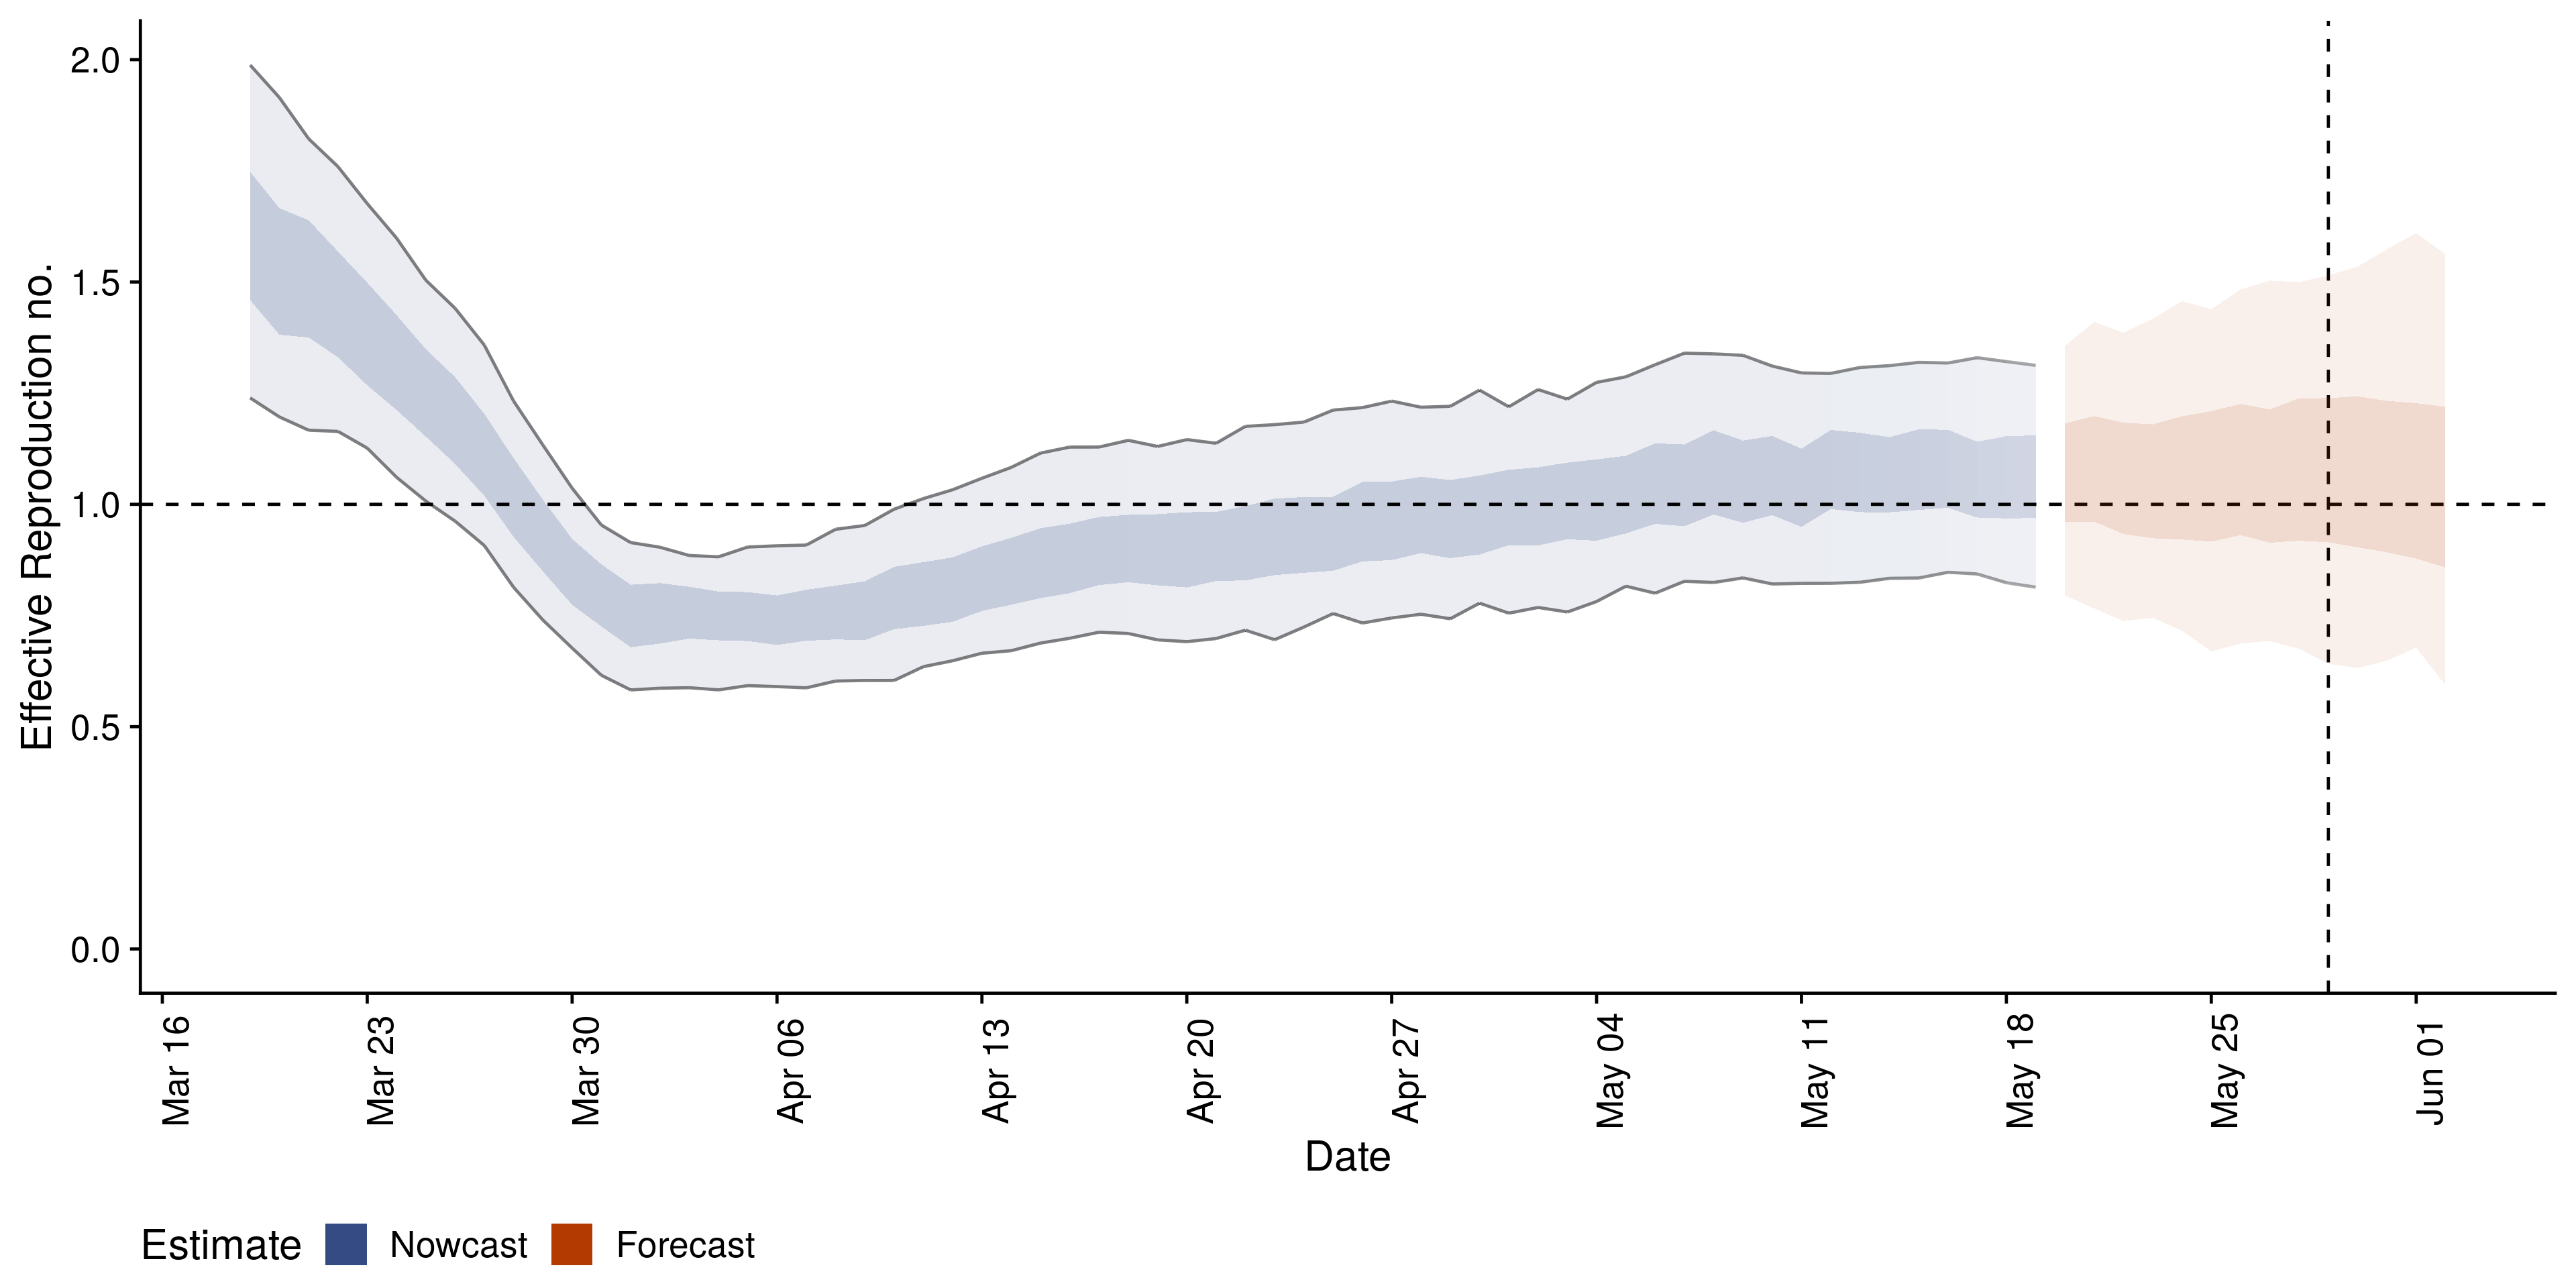 Effective Reproduction no.
2.0
1.5
1.0
0.5
0.0
Mar 16
Mar 23
Mar 30
Apr 06
Apr 13
Apr 20
Apr 27
May 04
May 11
May 18
May 25
Jun 01
Date
Estimate Nowcast Forecast